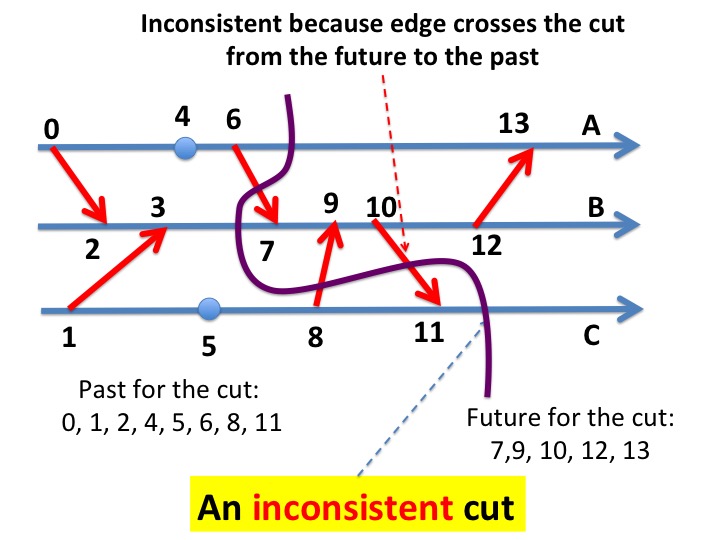 Inconsistent because edge crosses the cut
from the future to the past
0
4
6
13
A
3
9
10
B
2
7
12
1
5
8
11
C
Past for the cut:
0, 1, 2, 4, 5, 6, 8, 11
Future for the cut:
7,9, 10, 12, 13
An inconsistent cut